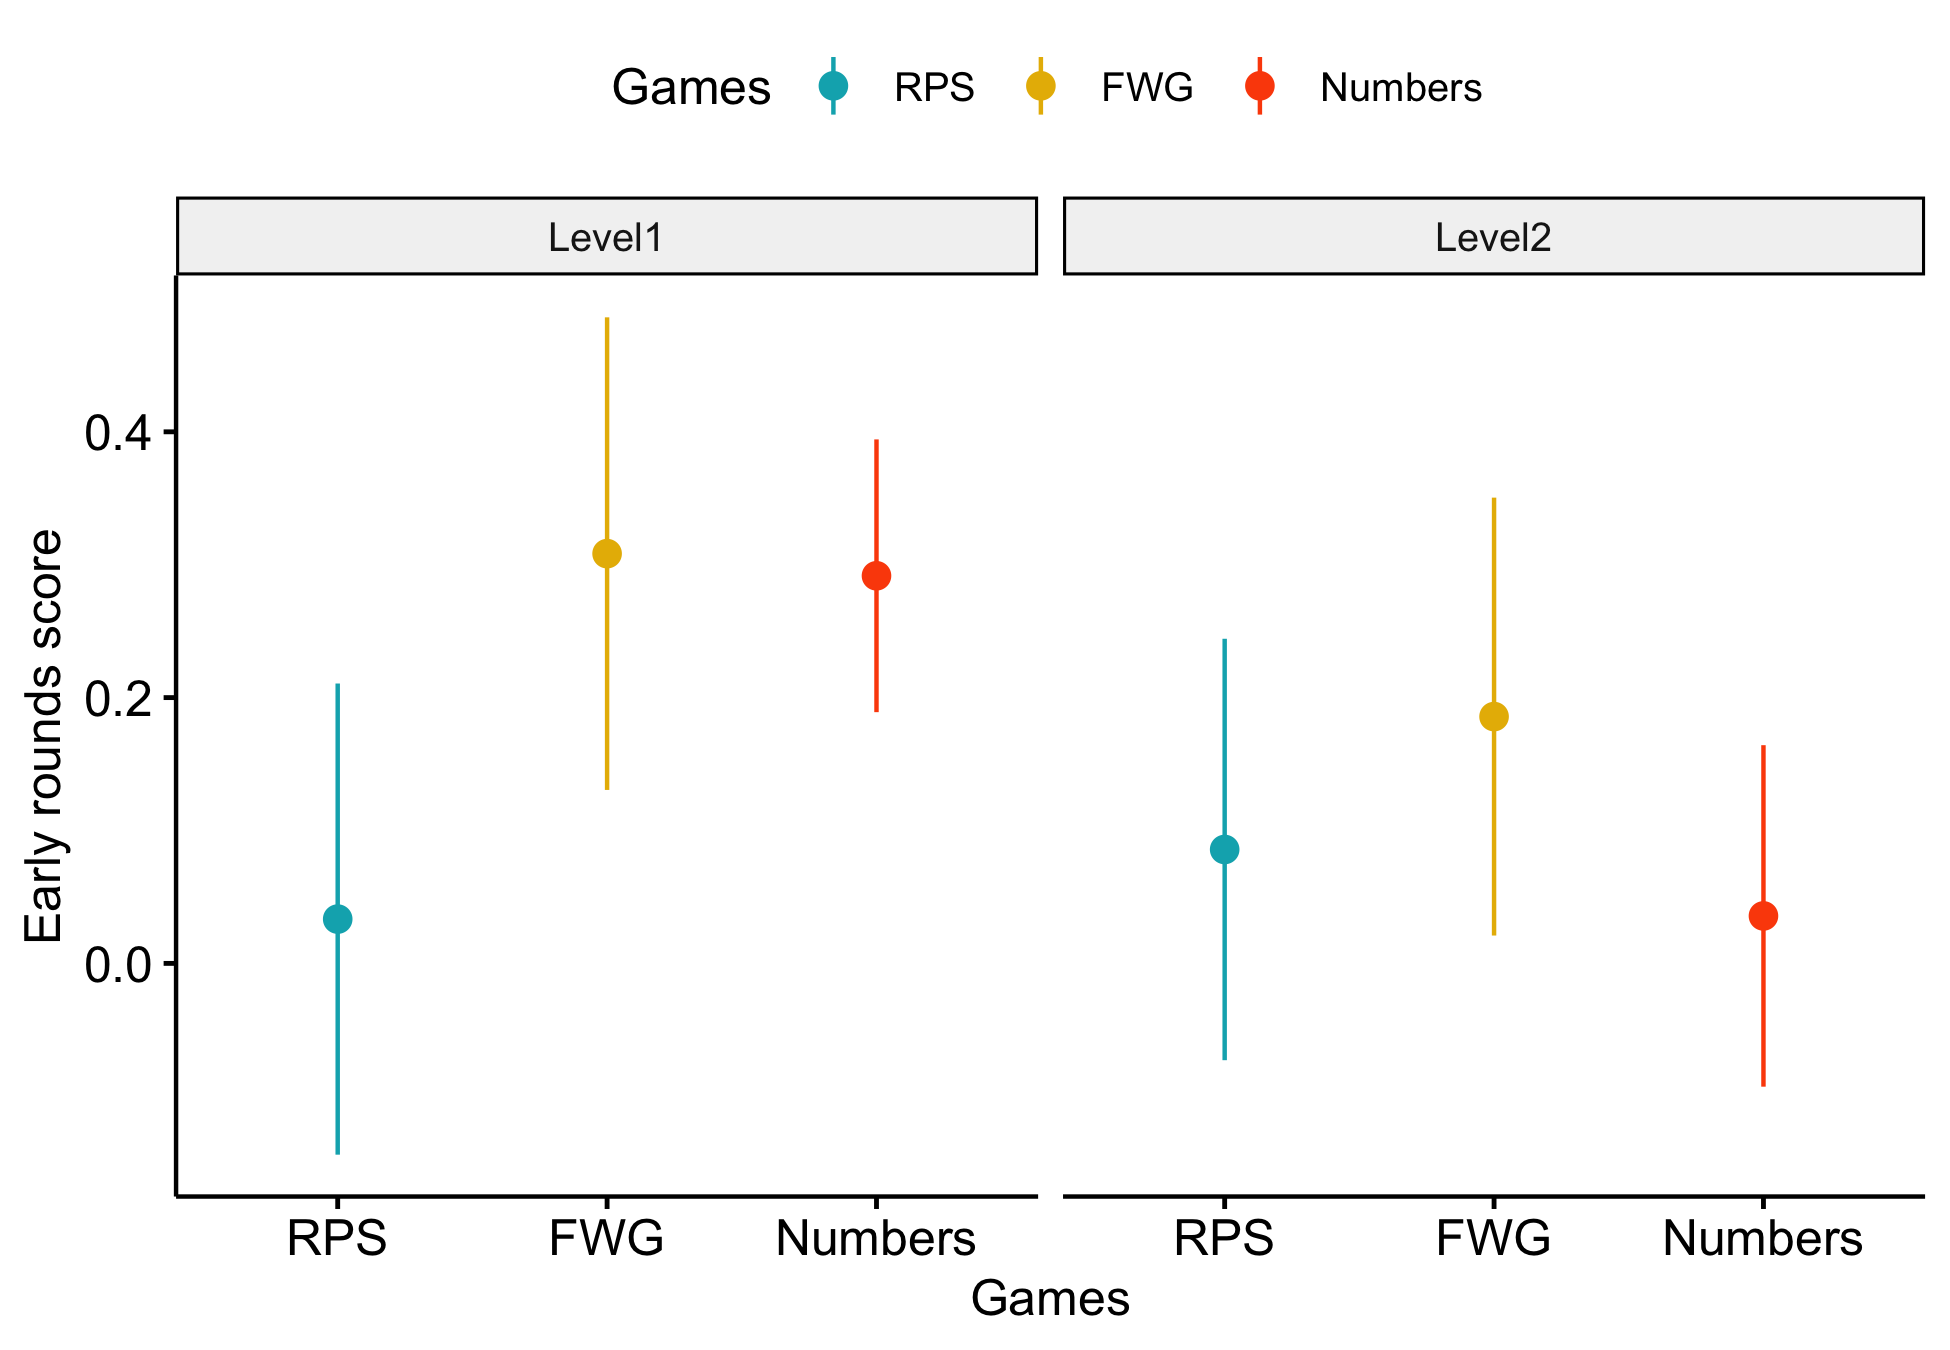 Games RPS FWG Numbers
Level1 Level2
Early rounds score
0.4
0.2
0.0
RPS FWG Numbers RPS FWG Numbers
Games